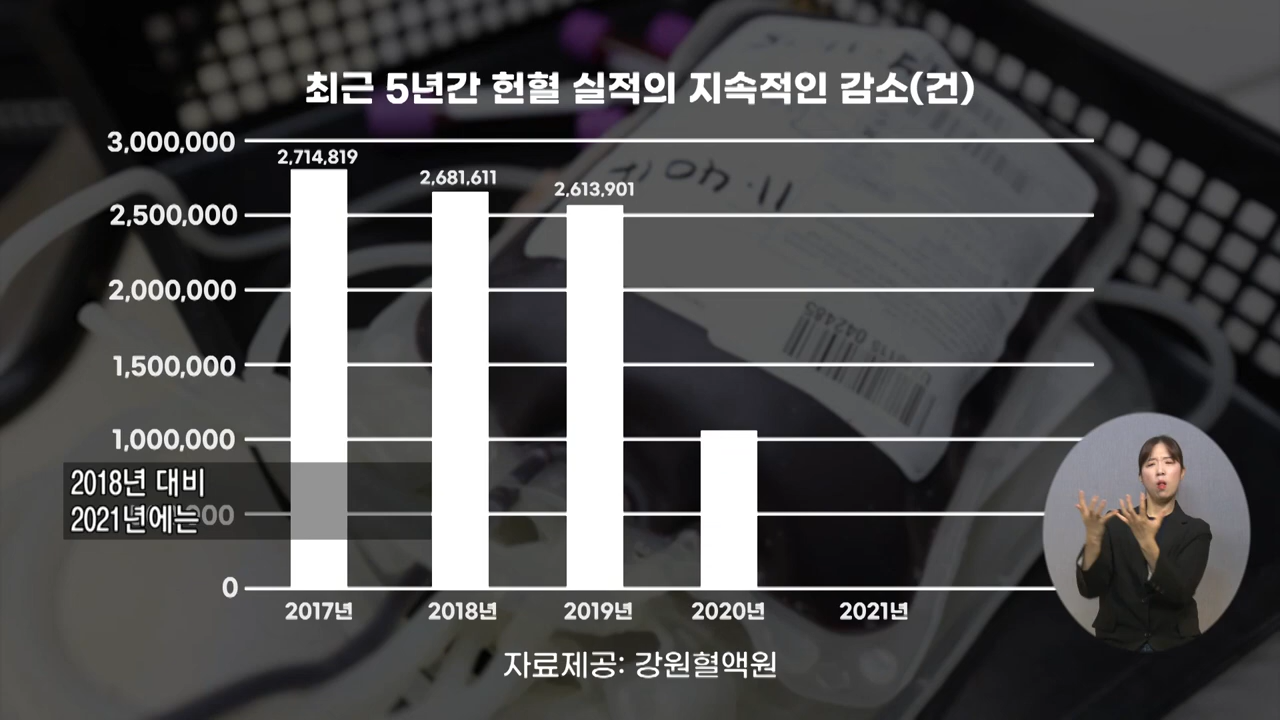 최근 5년간 헌혈 실적의 지속적인 감소(건)
3,000,000
2,714,819
2,681,611
2,613,901
2,500,000
2,000,000
1,500,000
1,000,000
2018년 대비
2021년에는
0
2017년 2018년 2019년 2020년 2021년
자료제공: 강원혈액원